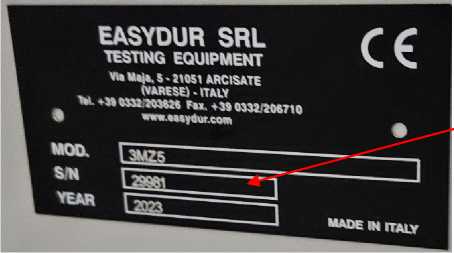 EASYDUR SRL
TESTING EQUIPMENT
Via Maja, 5 - 21051 ARCISATE
(VARESE) - ITALY
Tel. +39 0332/203626 Fax. +39 0332/206710
www.easydur.com
CE
MOD. 3MZ5
S/N 29981
YEAR 2023
MADE IN ITALY